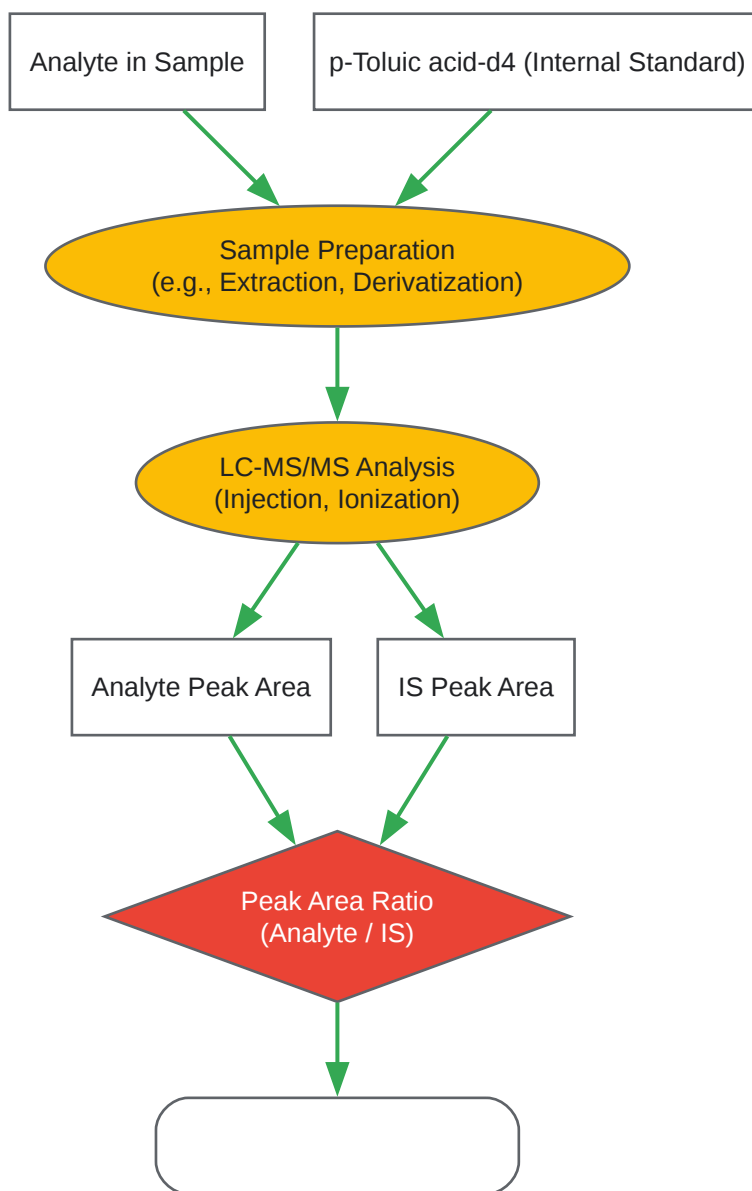 Analyte in Sample
p-Toluic acid-d4 (Internal Standard)
Sample Preparation
(e.g., Extraction, Derivatization)
LC-MS/MS Analysis
(Injection, Ionization)
Analyte Peak Area
IS Peak Area
Peak Area Ratio
(Analyte / IS)